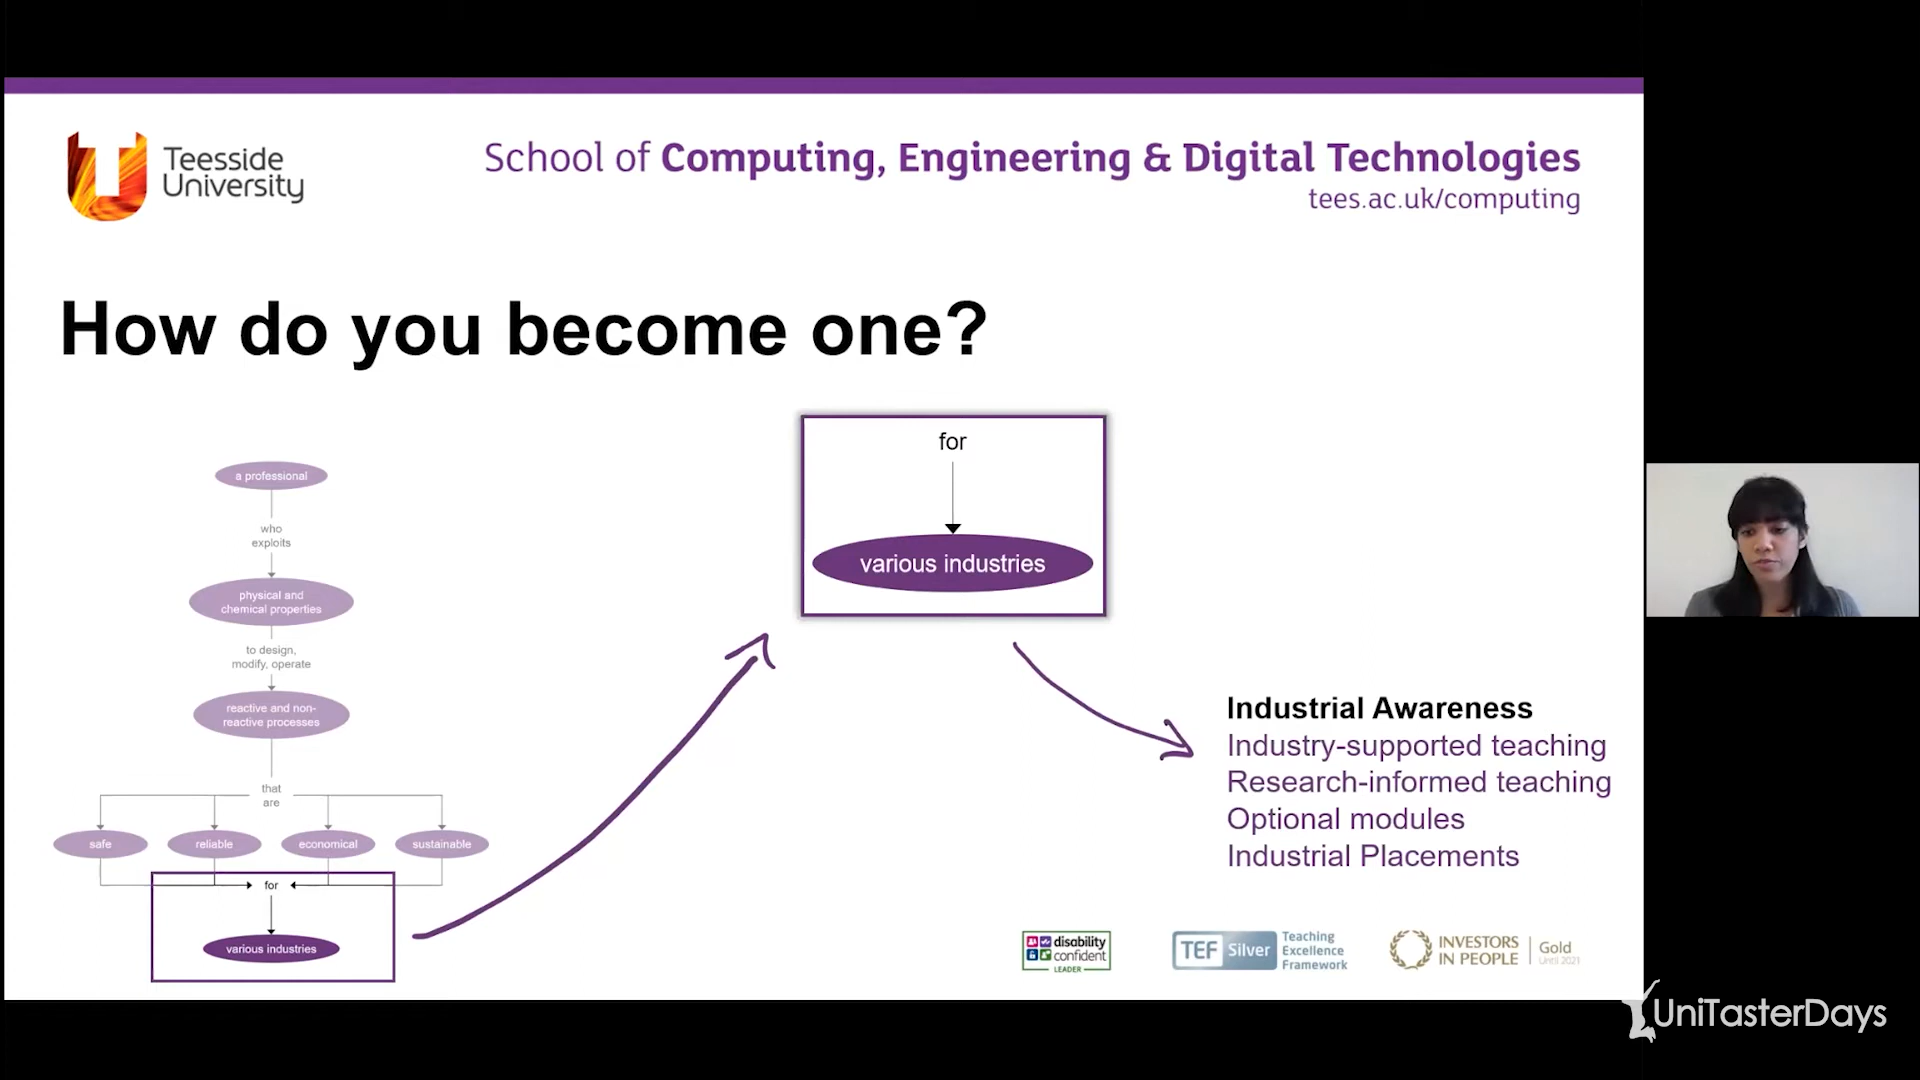 Teesside
University
School of Computing, Engineering & Digital Technologies
tees.ac.uk/computing
How do you become one?
a professional
who
exploits
physical and
chemical properties
to design,
modify, operate
reactive and non-
reactive processes
that
are
safe
reliable
economical
sustainable
for
various industries
for
various industries
Industrial Awareness
Industry-supported teaching
Research-informed teaching
Optional modules
Industrial Placements
disability
confident
LEADER
TEF Silver
Teaching
Excellence
Framework
INVESTORS
IN PEOPLE
Gold
Until 2021
UniTasterDays